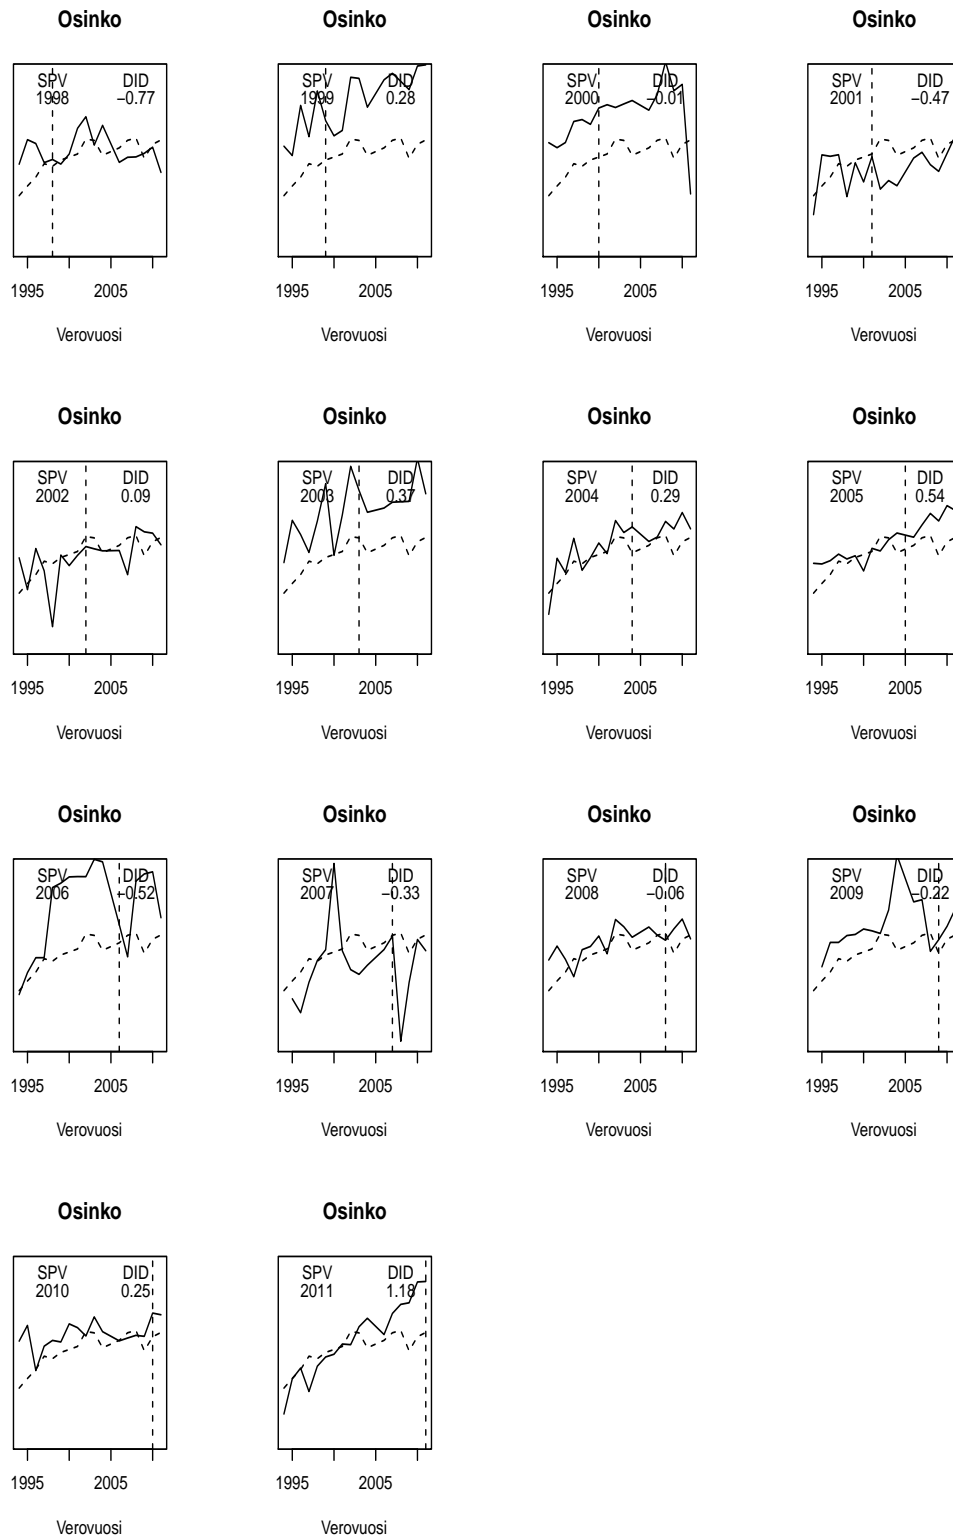 Osinko Osinko Osinko Osinko
SPV DID SPV DID SPV DID SPV DID
1998 −0.77 1999 0.28 2000 −0.01 2001 −0.47
1995 2005 1995 2005 1995 2005 1995 2005
Verovuosi Verovuosi Verovuosi Verovuosi
Osinko Osinko Osinko Osinko
SPV DID SPV DID SPV DID SPV DID
2002 0.09 2003 0.37 2004 0.29 2005 0.54
1995 2005 1995 2005 1995 2005 1995 2005
Verovuosi Verovuosi Verovuosi Verovuosi
Osinko Osinko Osinko Osinko
SPV DID SPV DID SPV DID SPV DID
2006 −0.52 2007 −0.33 2008 −0.06 2009 −0.22
1995 2005 1995 2005 1995 2005 1995 2005
Verovuosi Verovuosi Verovuosi Verovuosi
Osinko Osinko
SPV DID SPV DID
2010 0.25 2011 1.18
1995 2005 1995 2005
Verovuosi Verovuosi